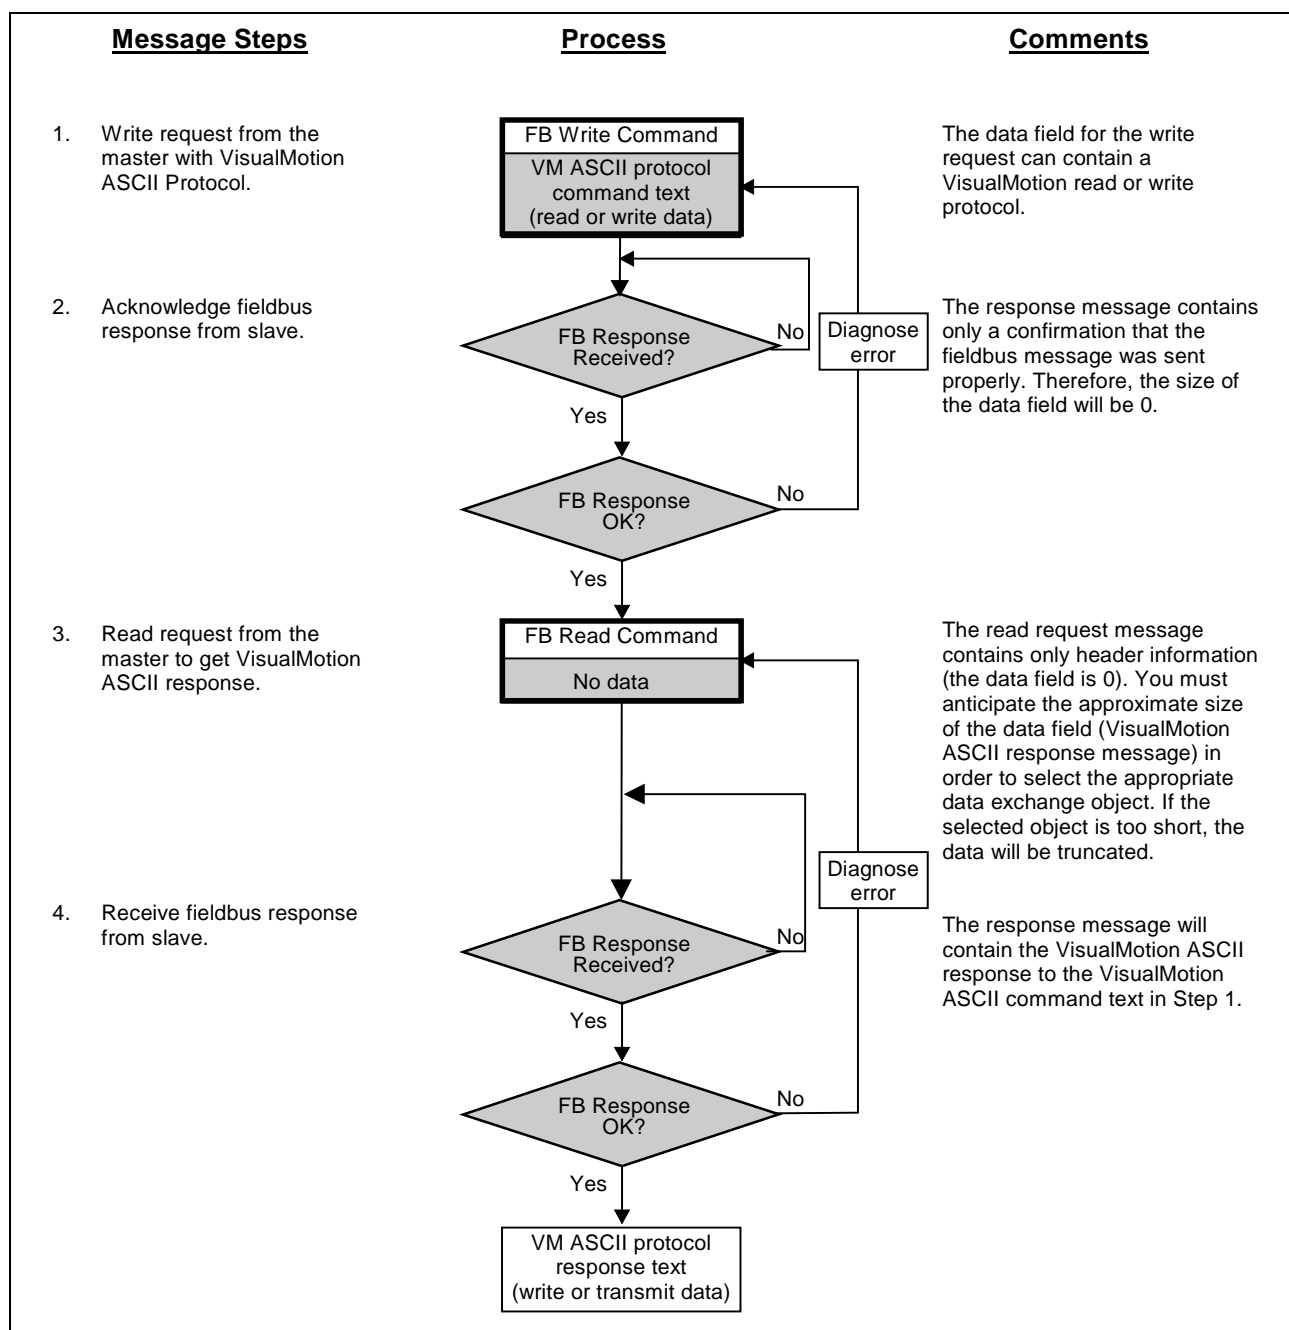 Message Steps
Process
Comments
1. Write request from the
master with VisualMotion
ASCII Protocol.
FB Write Command
VM ASCII protocol
command text
(read or write data)
The data field for the write
request can contain a
VisualMotion read or write
protocol.
2. Acknowledge fieldbus
response from slave.
FB Response
Received?
No
Diagnose
error
The response message contains
only a confirmation that the
fieldbus message was sent
properly. Therefore, the size of
the data field will be 0.
Yes
FB Response
OK?
No
Yes
3. Read request from the
master to get VisualMotion
ASCII response.
FB Read Command
No data
The read request message
contains only header information
(the data field is 0). You must
anticipate the approximate size
of the data field (VisualMotion
ASCII response message) in
order to select the appropriate
data exchange object. If the
selected object is too short, the
data will be truncated.
Diagnose
error
4. Receive fieldbus response
from slave.
FB Response
Received?
No
The response message will
contain the VisualMotion ASCII
response to the VisualMotion
ASCII command text in Step 1.
Yes
FB Response
OK?
No
Yes
VM ASCII protocol
response text
(write or transmit data)